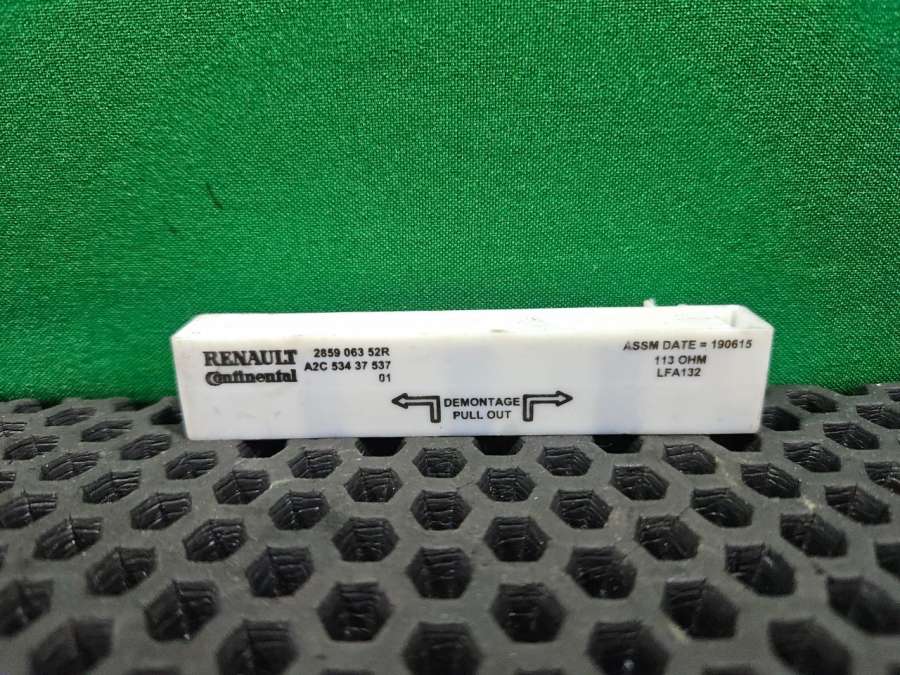 RENAULT 2859 063 52R
Continental A2C 534 37 537
01
DEMONTAGE
PULL OUT
ASSM DATE = 190615
113 OHM
LFA132